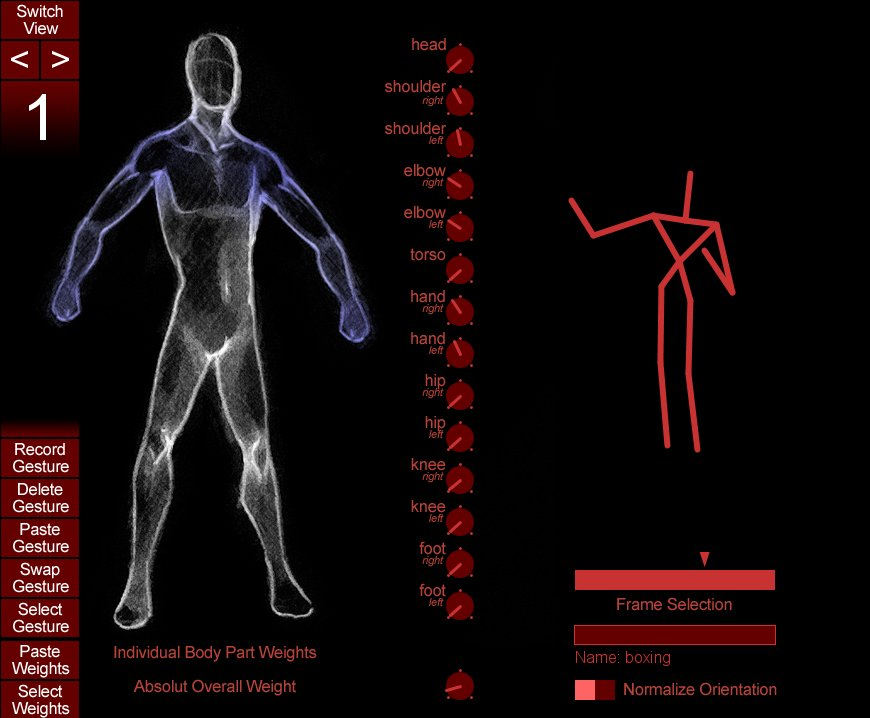 Switch
View
< >
1
Record
Gesture
Delete
Gesture
Paste
Gesture
Swap
Gesture
Select
Gesture
Paste
Weights
Select
Weights
head
shoulder
right
shoulder
left
elbow
right
elbow
left
torso
hand
right
hand
left
hip
right
hip
left
knee
right
knee
left
foot
right
foot
left
Individual Body Part Weights
Absolut Overall Weight
Frame Selection
Name: boxing
Normalize Orientation